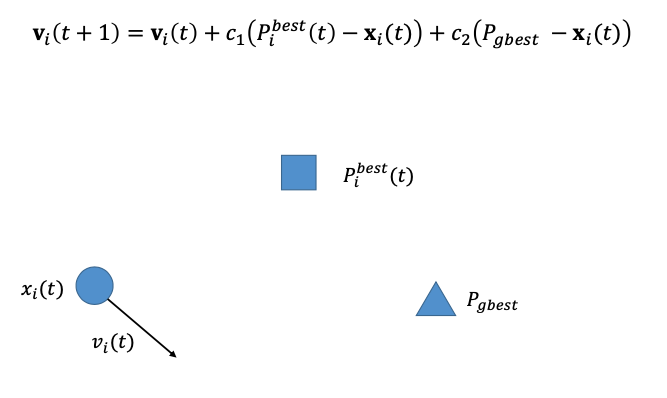 𝐯ᵢ(t + 1) = 𝐯ᵢ(t) + c₁(Pᵢᵇᵉˢᵗ(t) − 𝐱ᵢ(t)) + c₂(P_gbest − 𝐱ᵢ(t))
Pᵢᵇᵉˢᵗ(t)
xᵢ(t)
P_gbest
vᵢ(t)